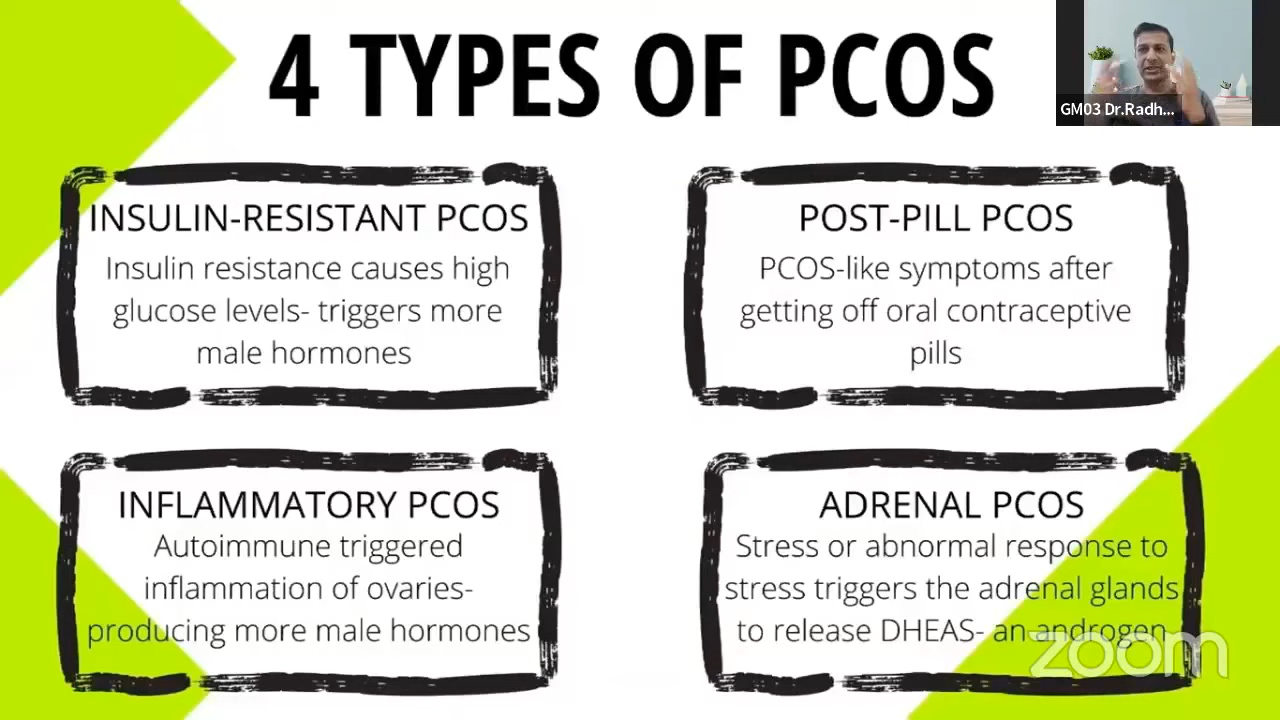 4 TYPES OF PCOS
GM03 Dr.Radh...
INSULIN-RESISTANT PCOS
Insulin resistance causes high
glucose levels- triggers more
male hormones
POST-PILL PCOS
PCOS-like symptoms after
getting off oral contraceptive
pills
INFLAMMATORY PCOS
Autoimmune triggered
inflammation of ovaries-
producing more male hormones
ADRENAL PCOS
Stress or abnormal response to
stress triggers the adrenal glands
to release DHEAS- an androgen
zoom